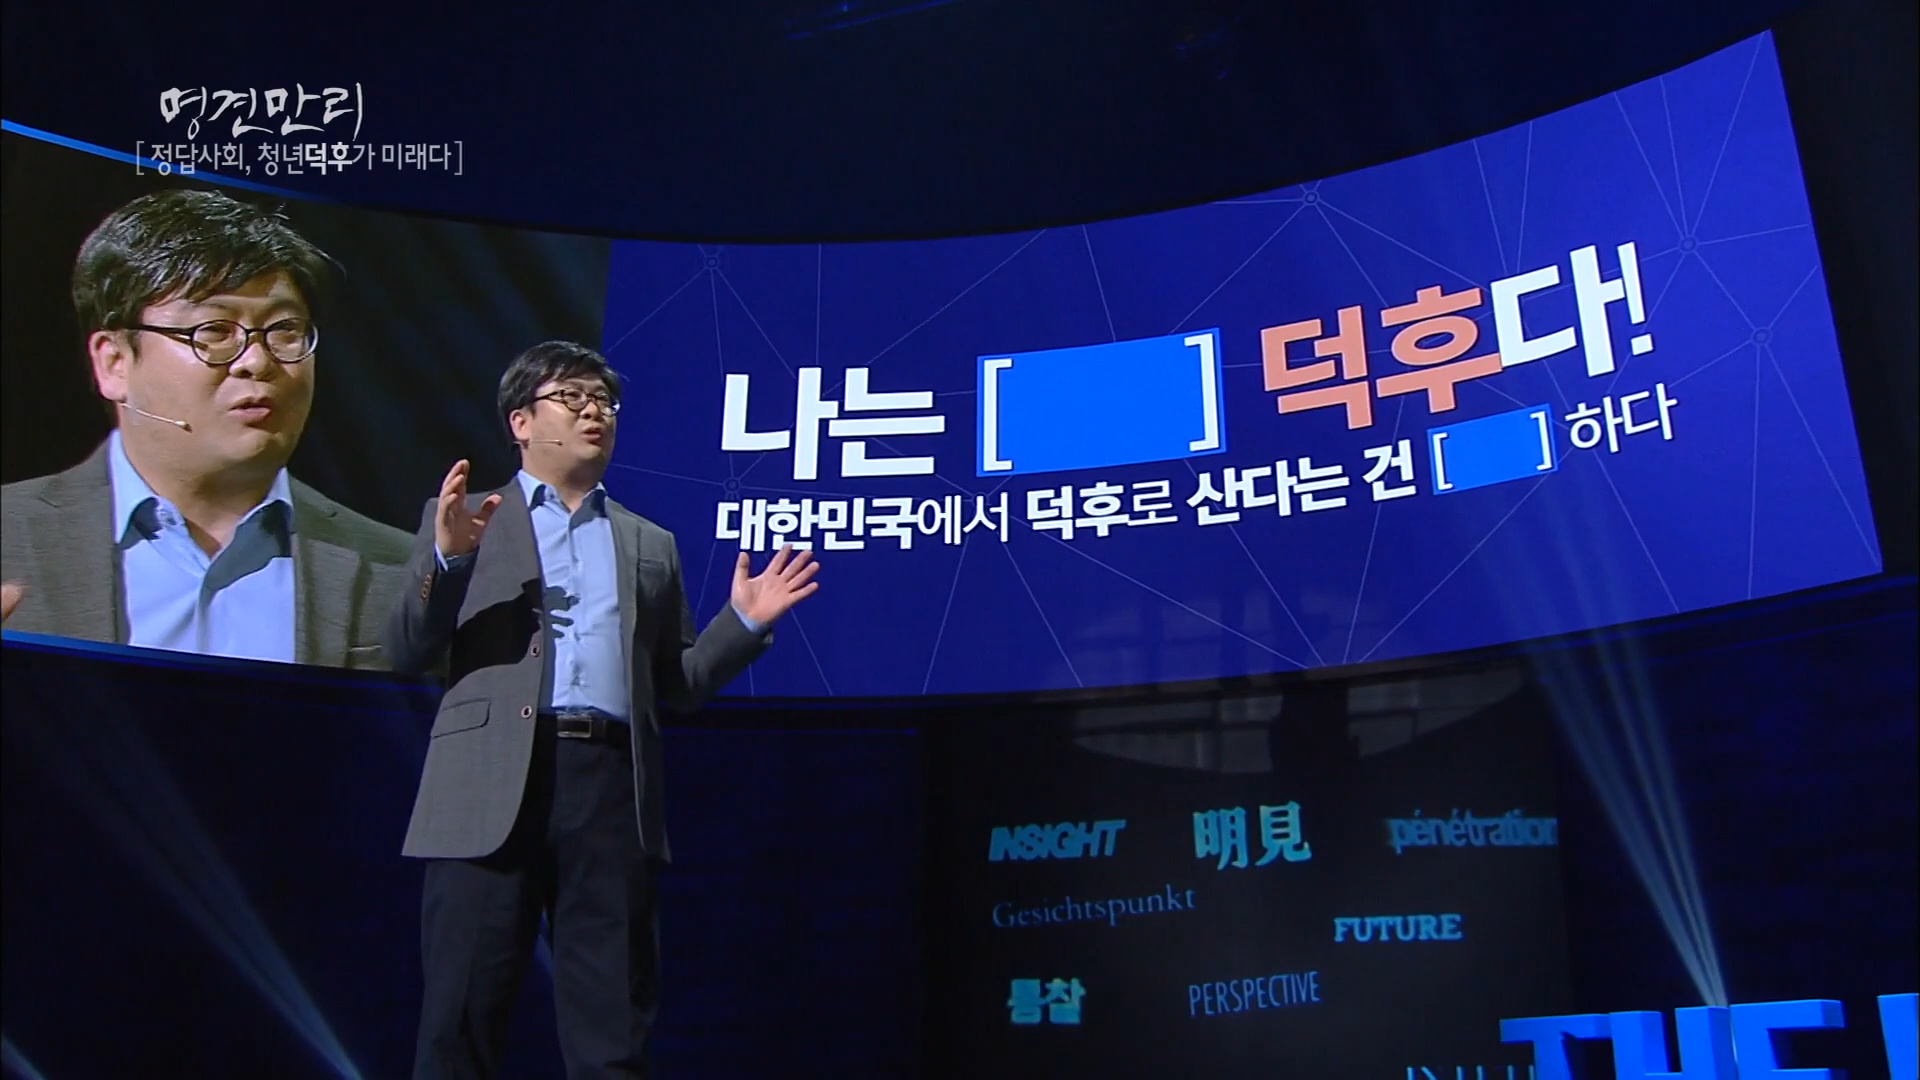 명견만리
[ 정답사회, 청년덕후가 미래다 ]
나는 [ ] 덕후다!
대한민국에서 덕후로 산다는 건 [ ] 하다
INSIGHT 明見 pénétration
Gesichtspunkt
FUTURE
통찰 PERSPECTIVE
THE